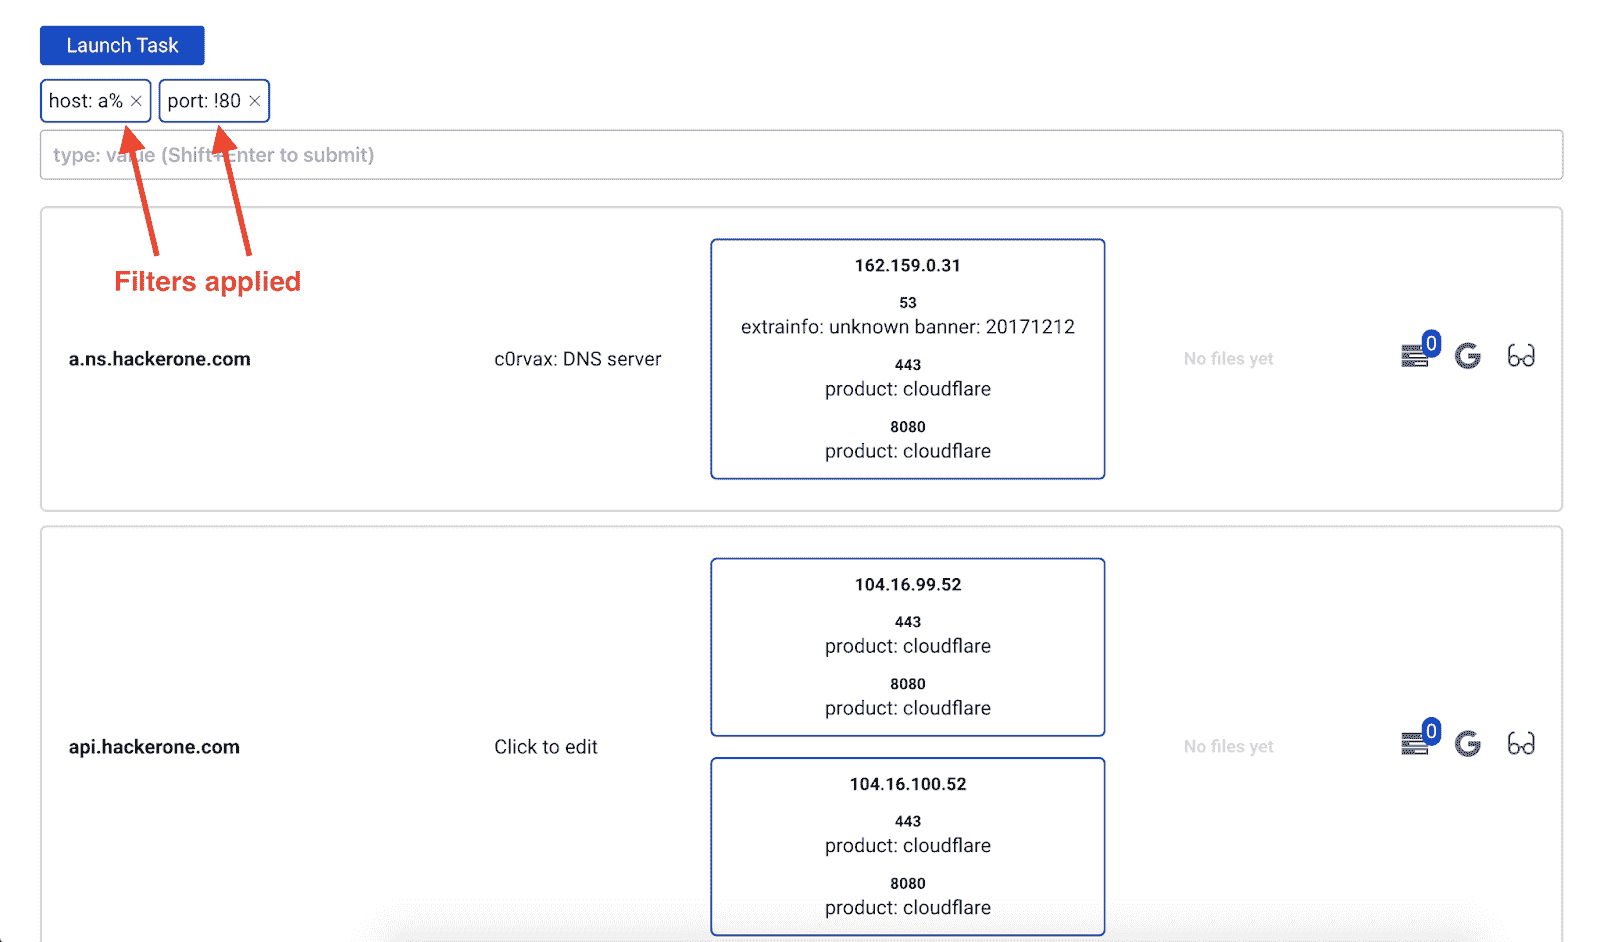 Launch Task
host: a% ×
port: !80 ×
type: value (Shift+Enter to submit)
Filters applied
a.ns.hackerone.com
c0rvax: DNS server
162.159.0.31
53
extrainfo: unknown banner: 20171212
443
product: cloudflare
8080
product: cloudflare
No files yet
0
G
api.hackerone.com
Click to edit
104.16.99.52
443
product: cloudflare
8080
product: cloudflare
104.16.100.52
443
product: cloudflare
8080
product: cloudflare
No files yet
0
G